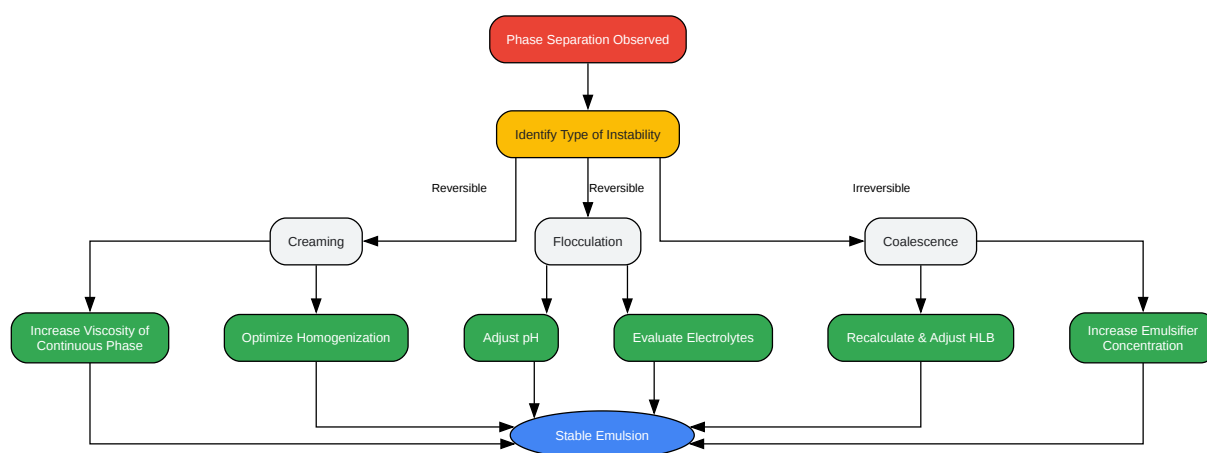 Phase Separation Observed
Identify Type of Instability
Reversible
Reversible
Irreversible
Creaming
Flocculation
Coalescence
Increase Viscosity of
Continuous Phase
Optimize Homogenization
Adjust pH
Evaluate Electrolytes
Recalculate & Adjust HLB
Increase Emulsifier
Concentration
Stable Emulsion